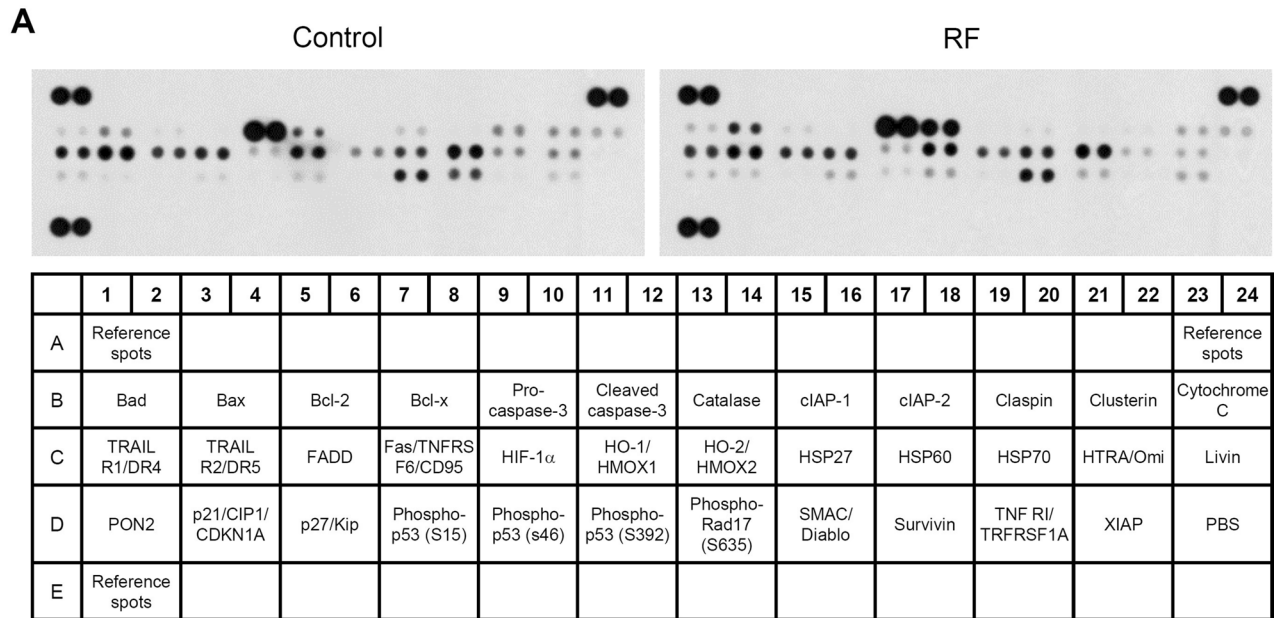 A
Control
RF
1 2 3 4 5 6 7 8 9 10 11 12 13 14 15 16 17 18 19 20 21 22 23 24
A
Reference
spots
Reference
spots
B
Bad
Bax
Bcl-2
Bcl-x
Pro-
caspase-3
Cleaved
caspase-3
Catalase
cIAP-1
cIAP-2
Claspin
Clusterin
Cytochrome
C
C
TRAIL
R1/DR4
TRAIL
R2/DR5
FADD
Fas/TNFRS
F6/CD95
HIF-1α
HO-1/
HMOX1
HO-2/
HMOX2
HSP27
HSP60
HSP70
HTRA/Omi
Livin
D
PON2
p21/CIP1/
CDKN1A
p27/Kip
Phospho-
p53 (S15)
Phospho-
p53 (s46)
Phospho-
p53 (S392)
Phospho-
Rad17
(S635)
SMAC/
Diablo
Survivin
TNF RI/
TRFRSF1A
XIAP
PBS
E
Reference
spots